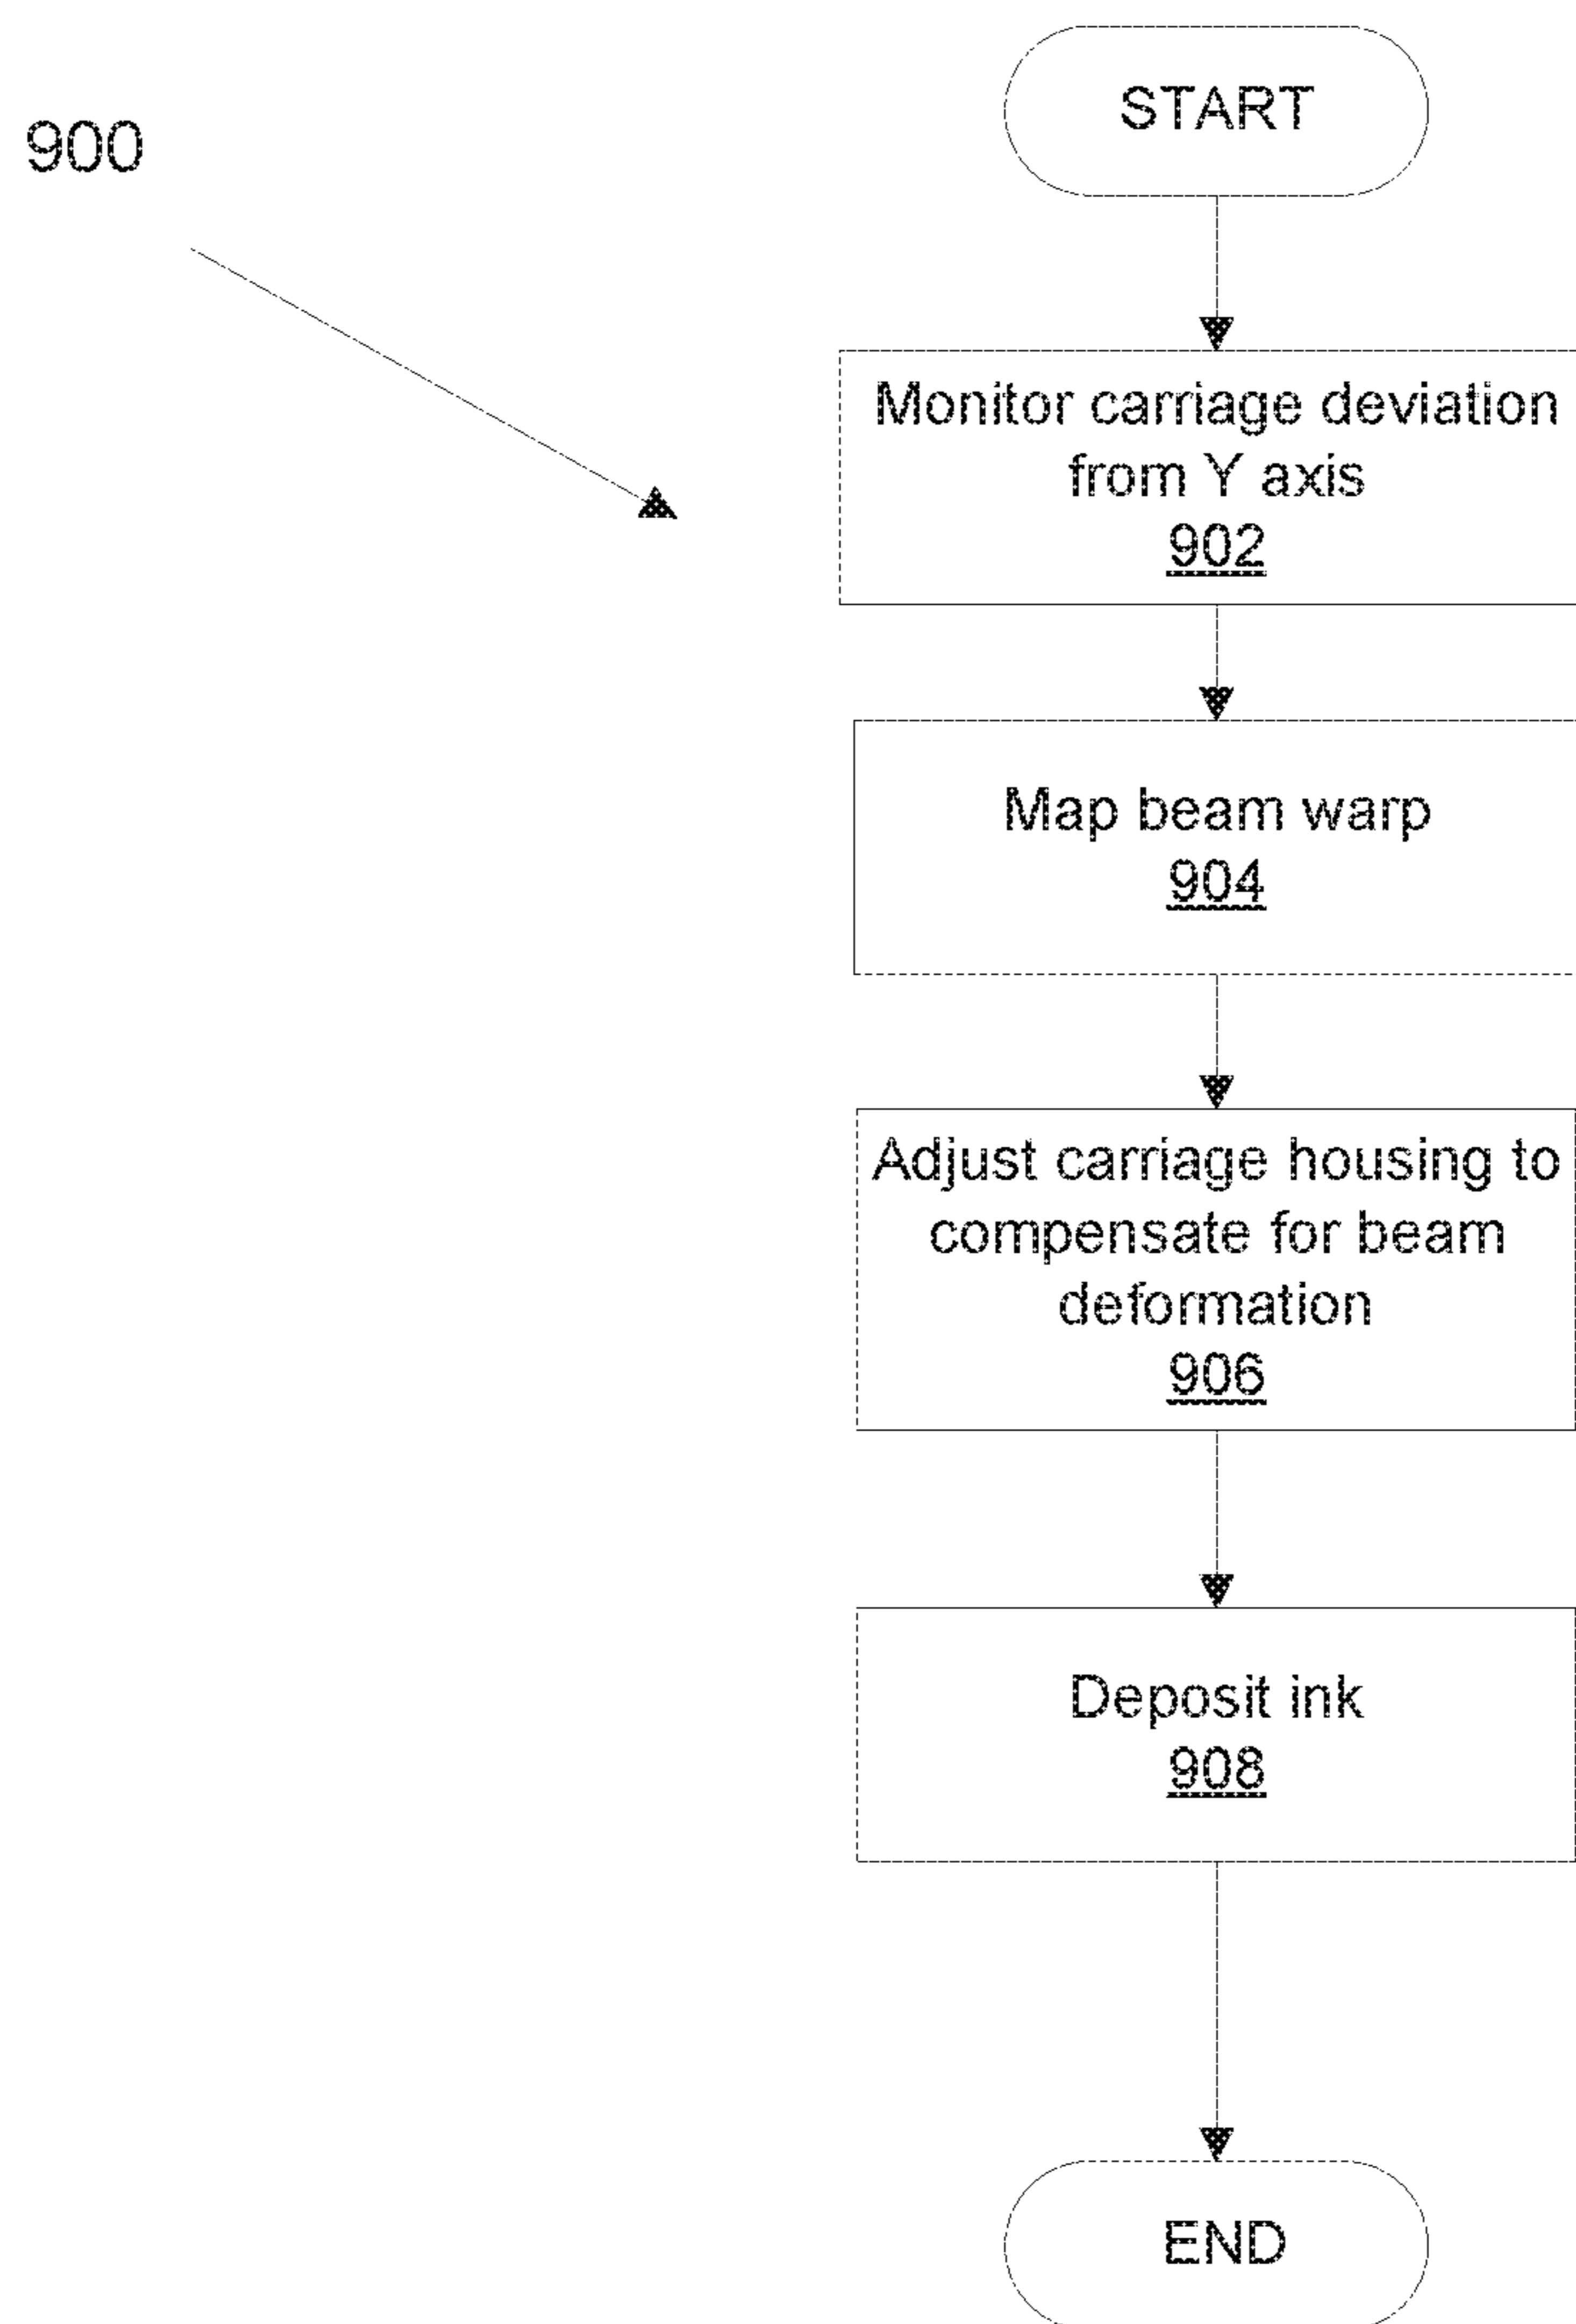 900
START
Monitor carriage deviation
from Y axis
902
Map beam warp
904
Adjust carriage housing to
compensate for beam
deformation
906
Deposit ink
908
END